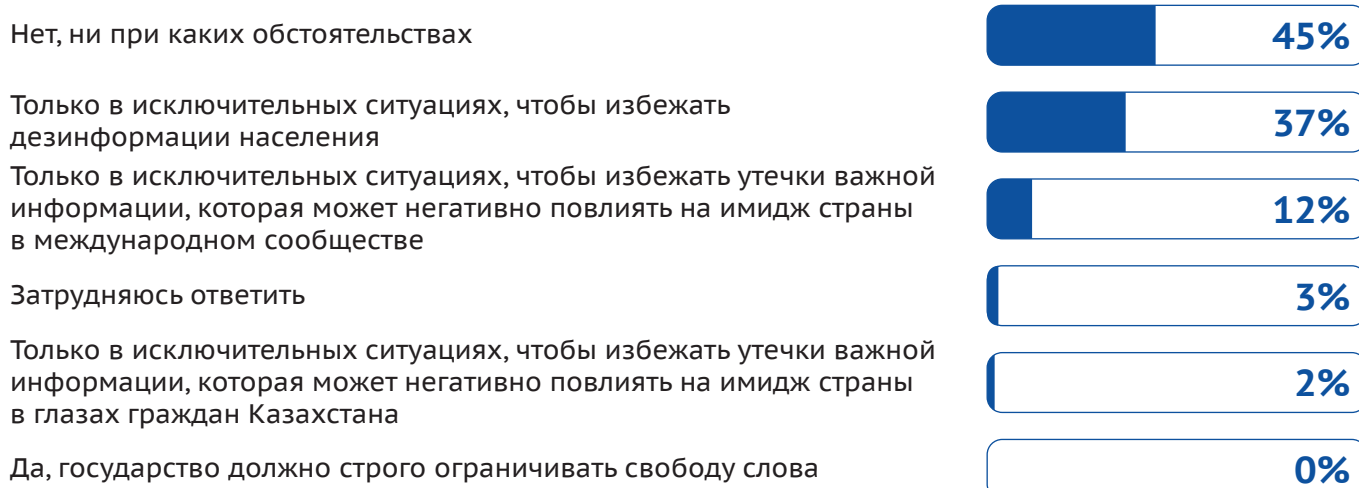 Нет, ни при каких обстоятельствах
45%
Только в исключительных ситуациях, чтобы избежать
дезинформации населения
37%
Только в исключительных ситуациях, чтобы избежать утечки важной
информации, которая может негативно повлиять на имидж страны
в международном сообществе
12%
Затрудняюсь ответить
3%
Только в исключительных ситуациях, чтобы избежать утечки важной
информации, которая может негативно повлиять на имидж страны
в глазах граждан Казахстана
2%
Да, государство должно строго ограничивать свободу слова
0%